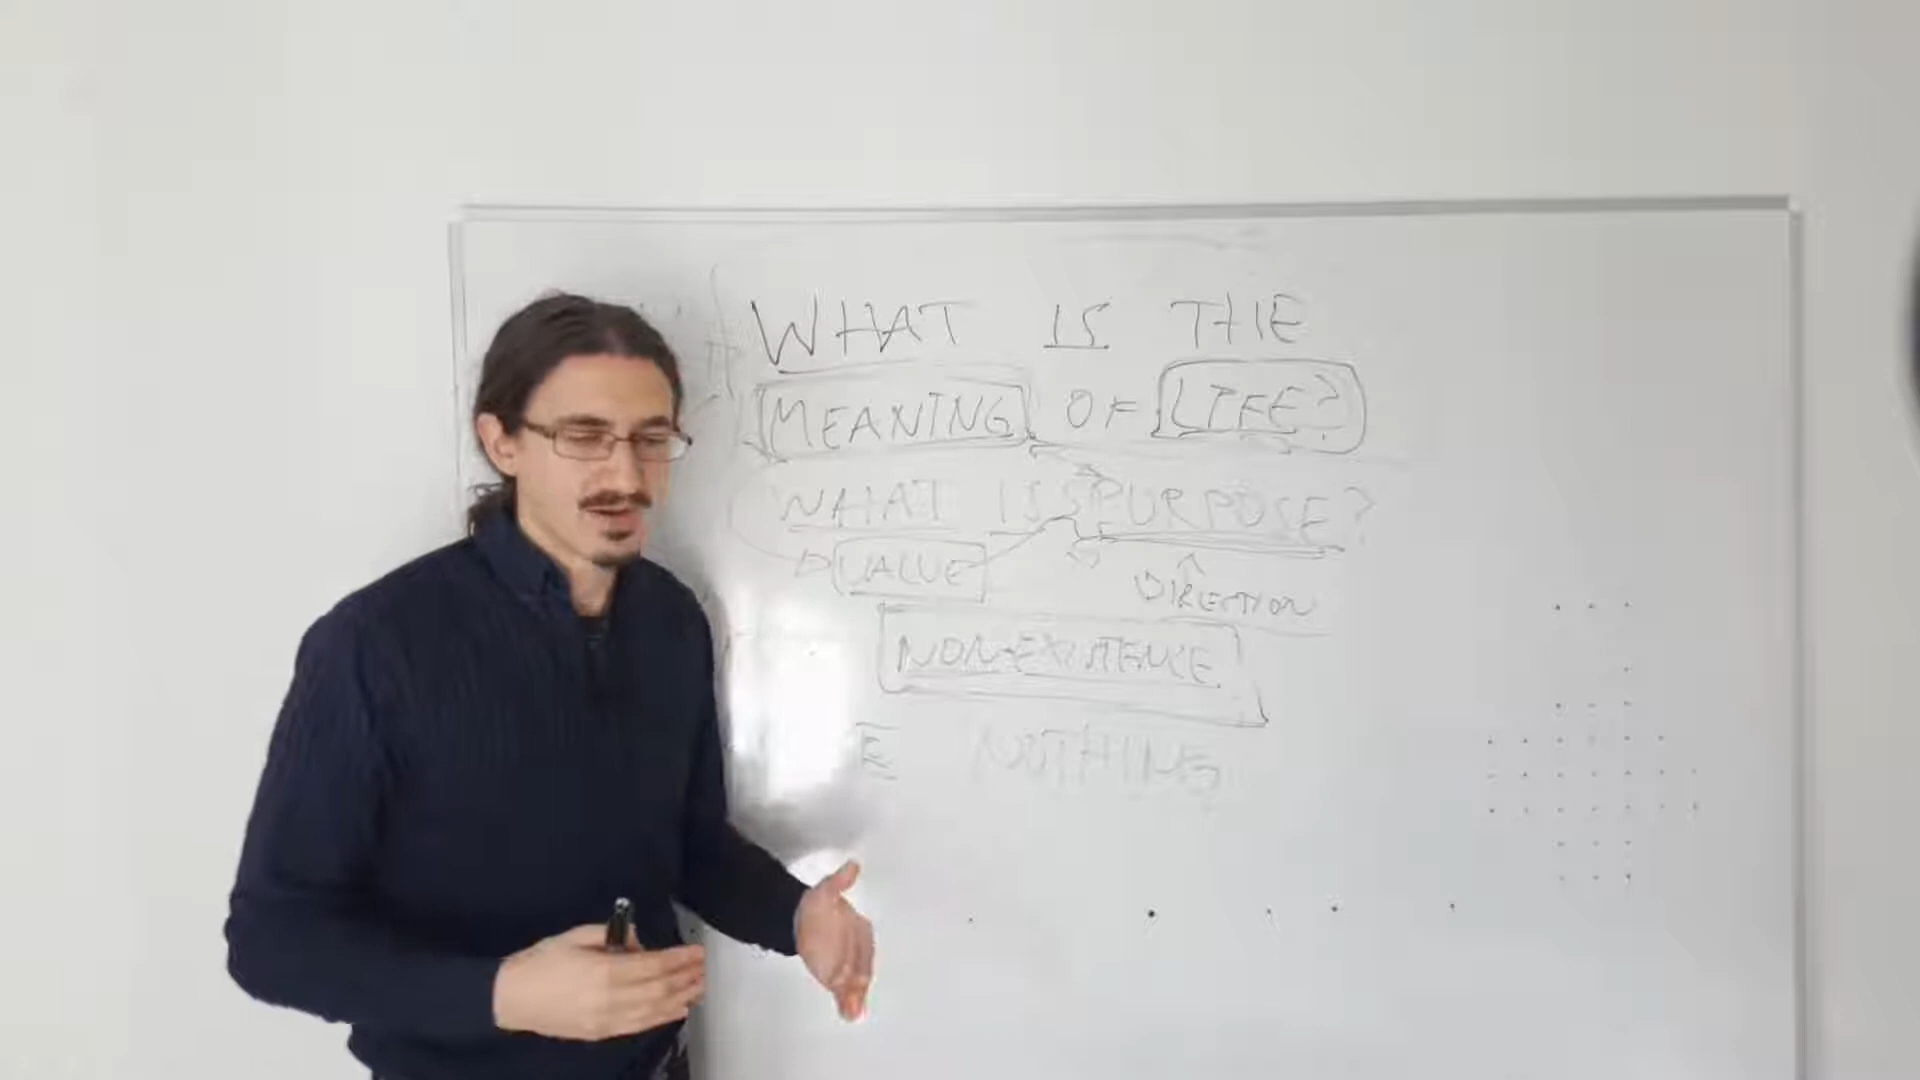 WHAT IS THE
MEANING OF LIFE?
WHAT IS PURPOSE?
VALUE
DIRECTION
NON-EXISTENCE
E NOTHING